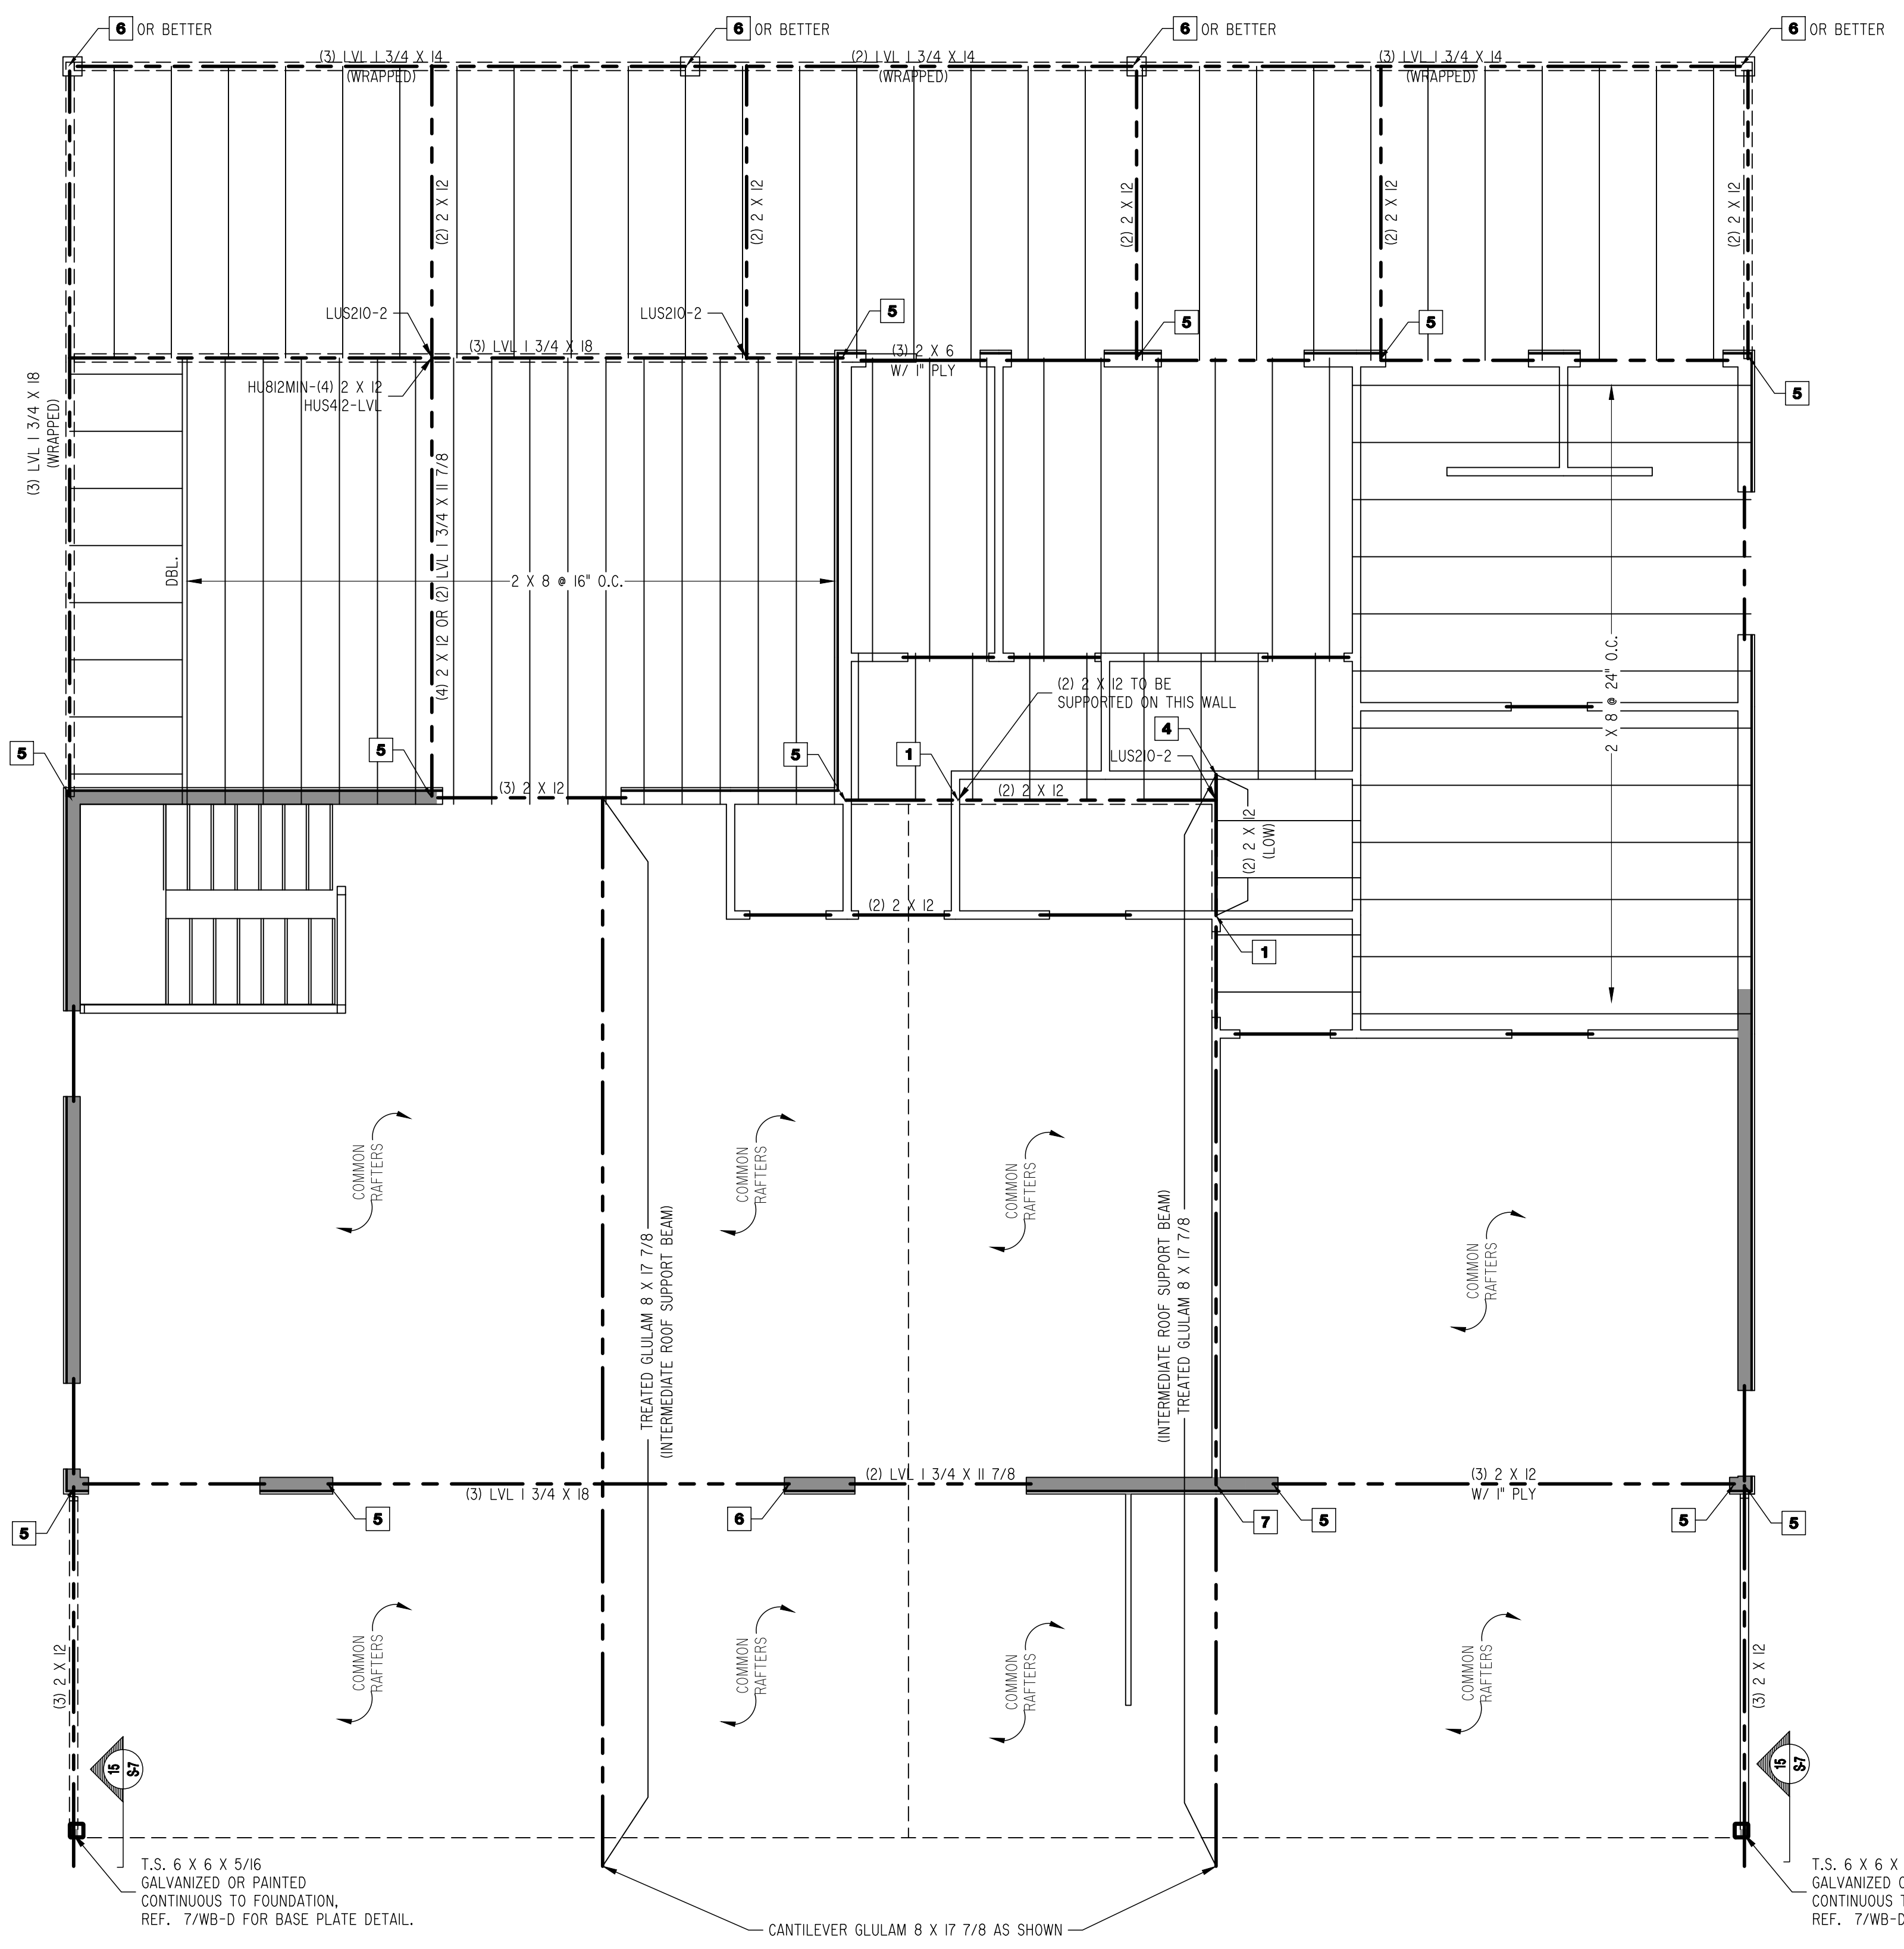 6 OR BETTER
6 OR BETTER
6 OR BETTER
6 OR BETTER
(3) LVL 1 3/4 X 14
(WRAPPED)
(2) LVL 1 3/4 X 14
(WRAPPED)
(3) LVL 1 3/4 X 14
(WRAPPED)
(2) 2 X 12
(2) 2 X 12
(2) 2 X 12
(2) 2 X 12
(2) 2 X 12
LUS210-2
LUS210-2
5
5
5
5
(3) LVL 1 3/4 X 18
(3) 2 X 6
W/ 1" PLY
HU812MIN-(4) 2 X 12
HUS412-LVL
(3) LVL 1 3/4 X 18
(WRAPPED)
DBL.
2 X 8 @ 16" O.C.
(4) 2 X 12 OR (2) LVL 1 3/4 X 11 7/8
2 X 8 @ 24" O.C.
(2) 2 X 12 TO BE
SUPPORTED ON THIS WALL
5
5
5
1
4
LUS210-2
(3) 2 X 12
(2) 2 X 12
(2) 2 X 12
(LOW)
(2) 2 X 12
1
COMMON
RAFTERS
COMMON
RAFTERS
COMMON
RAFTERS
COMMON
RAFTERS
TREATED GLULAM 8 X 17 7/8
(INTERMEDIATE ROOF SUPPORT BEAM)
(INTERMEDIATE ROOF SUPPORT BEAM)
TREATED GLULAM 8 X 17 7/8
(3) LVL 1 3/4 X 18
(2) LVL 1 3/4 X 11 7/8
(3) 2 X 12
W/ 1" PLY
5
5
6
7
5
5
5
(3) 2 X 12
COMMON
RAFTERS
COMMON
RAFTERS
COMMON
RAFTERS
COMMON
RAFTERS
(3) 2 X 12
15
S-7
15
S-7
T.S. 6 X 6 X 5/16
GALVANIZED OR PAINTED
CONTINUOUS TO FOUNDATION,
REF. 7/WB-D FOR BASE PLATE DETAIL.
CANTILEVER GLULAM 8 X 17 7/8 AS SHOWN
T.S. 6 X 6 X
GALVANIZED
CONTINUOUS
REF. 7/WB-D